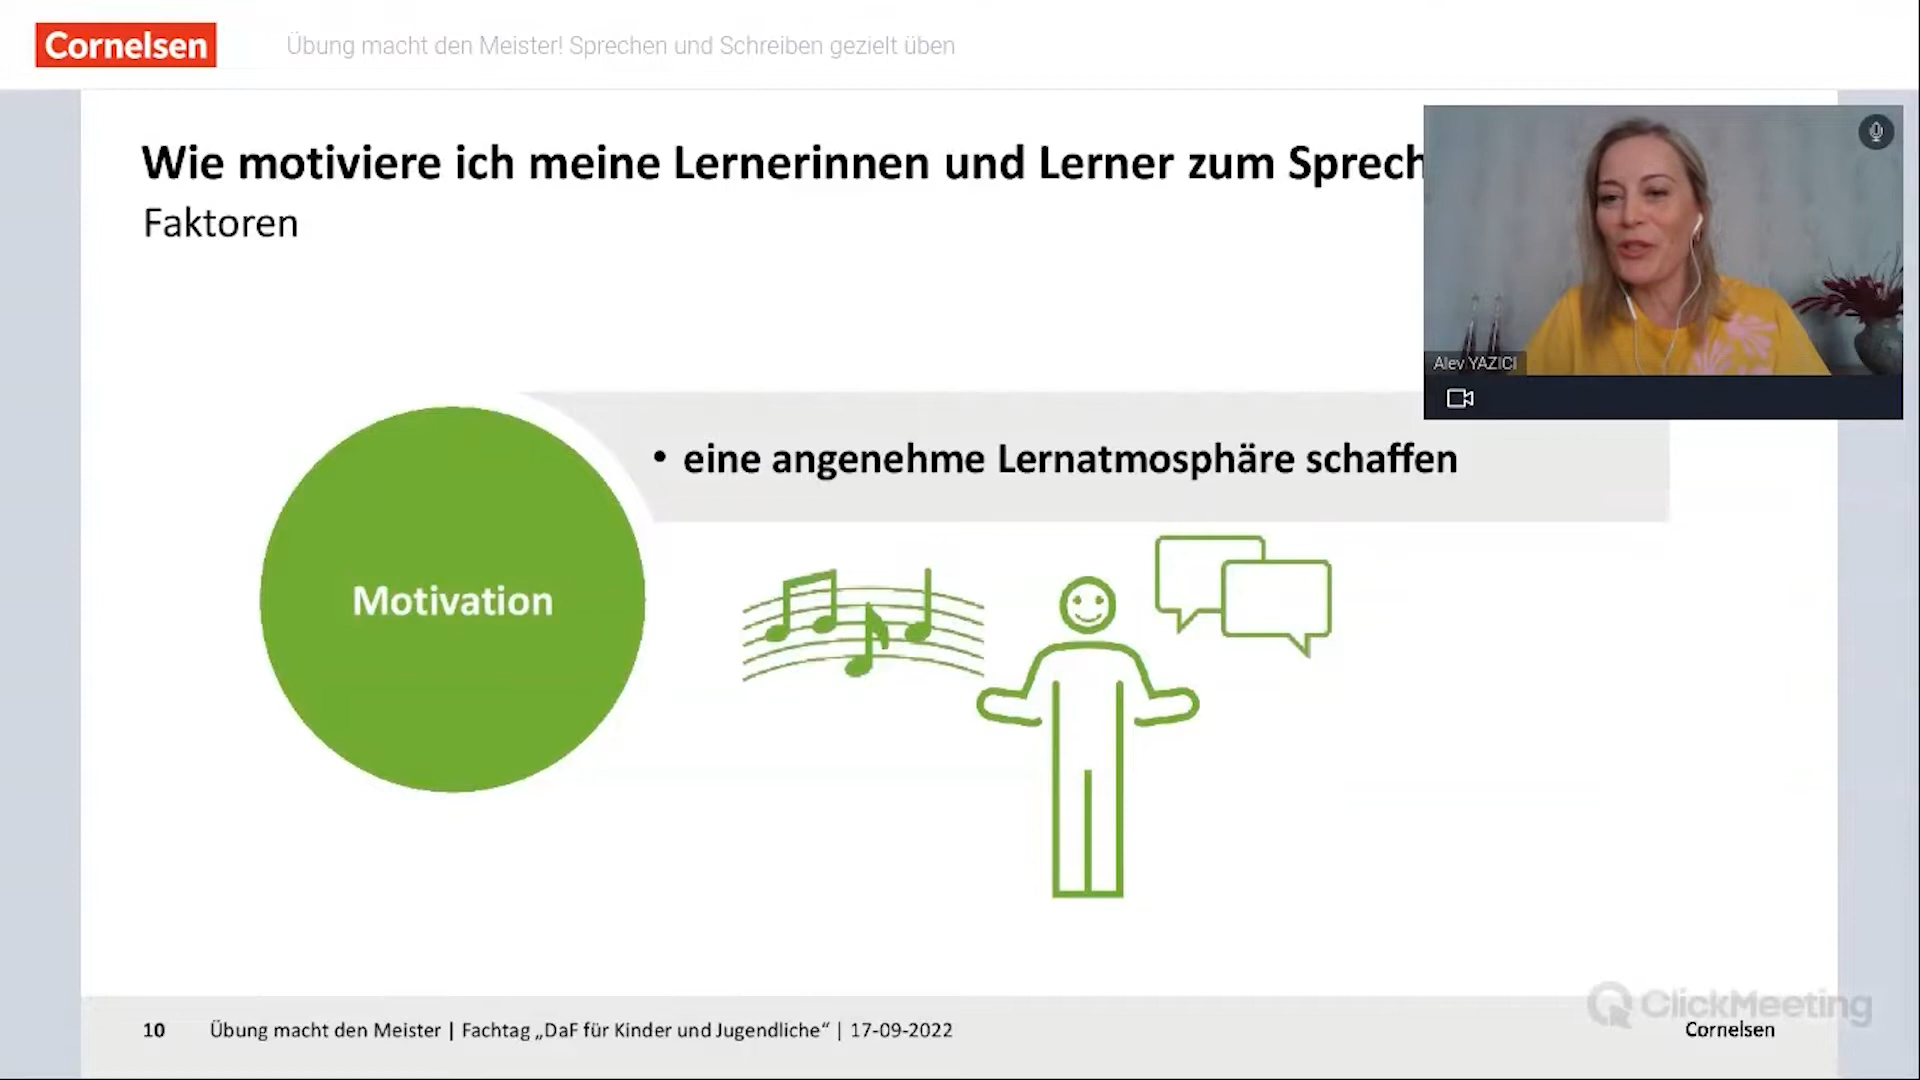 Cornelsen
Übung macht den Meister! Sprechen und Schreiben gezielt üben
Wie motiviere ich meine Lernerinnen und Lerner zum Sprech
Faktoren
Alev YAZICI
• eine angenehme Lernatmosphäre schaffen
Motivation
ClickMeeting
10 Übung macht den Meister | Fachtag „DaF für Kinder und Jugendliche“ | 17-09-2022
Cornelsen